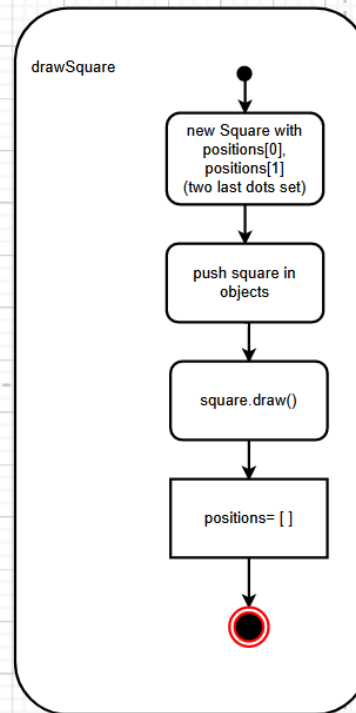 drawSquare
new Square with
positions[0],
positions[1]
(two last dots set)
push square in
objects
square.draw()
positions= [ ]